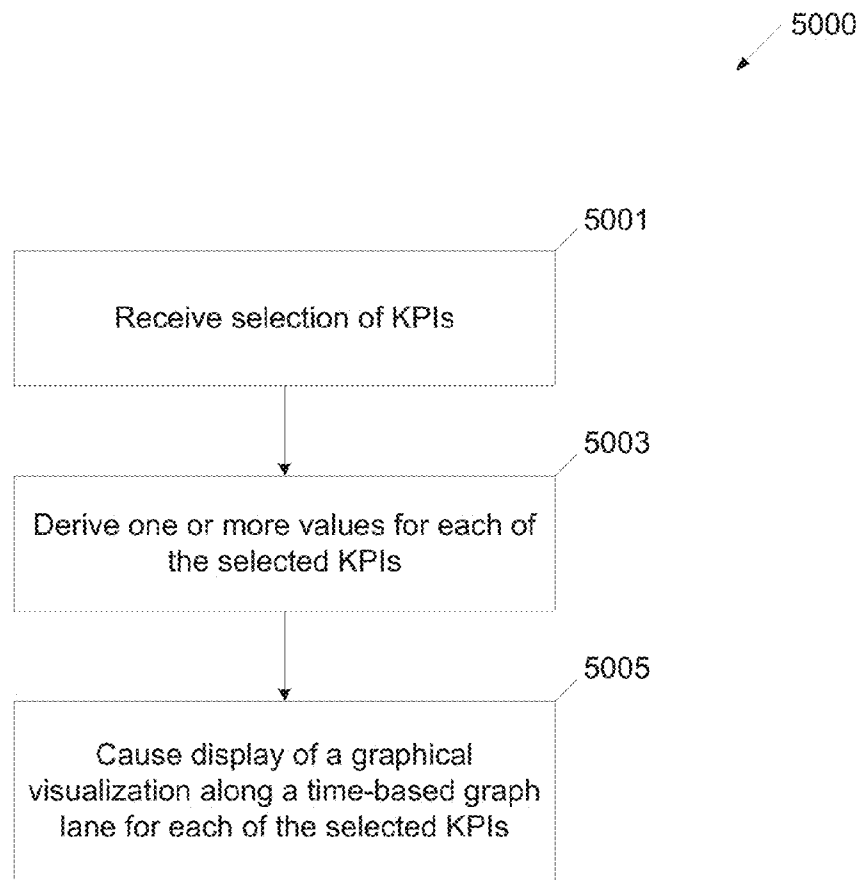 5000
5001
Receive selection of KPIs
5003
Derive one or more values for each of
the selected KPIs
5005
Cause display of a graphical
visualization along a time-based graph
lane for each of the selected KPIs